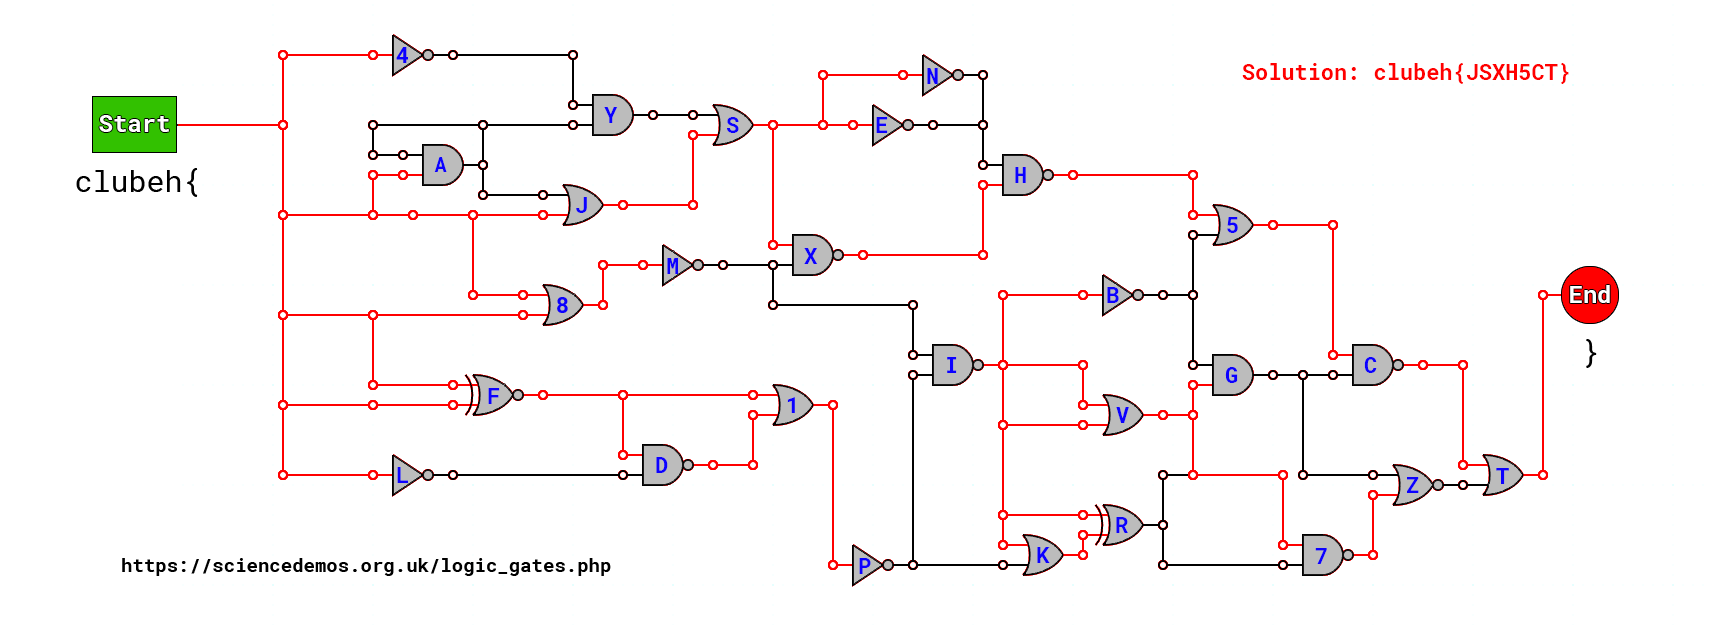 Solution: clubeh{JSXH5CT}
4
N
Start
Y
S
E
A
H
clubeh{
J
5
X
M
B
End
8
}
I
G
C
F
1
V
D
L
Z
T
R
K
7
P
https://sciencedemos.org.uk/logic_gates.php